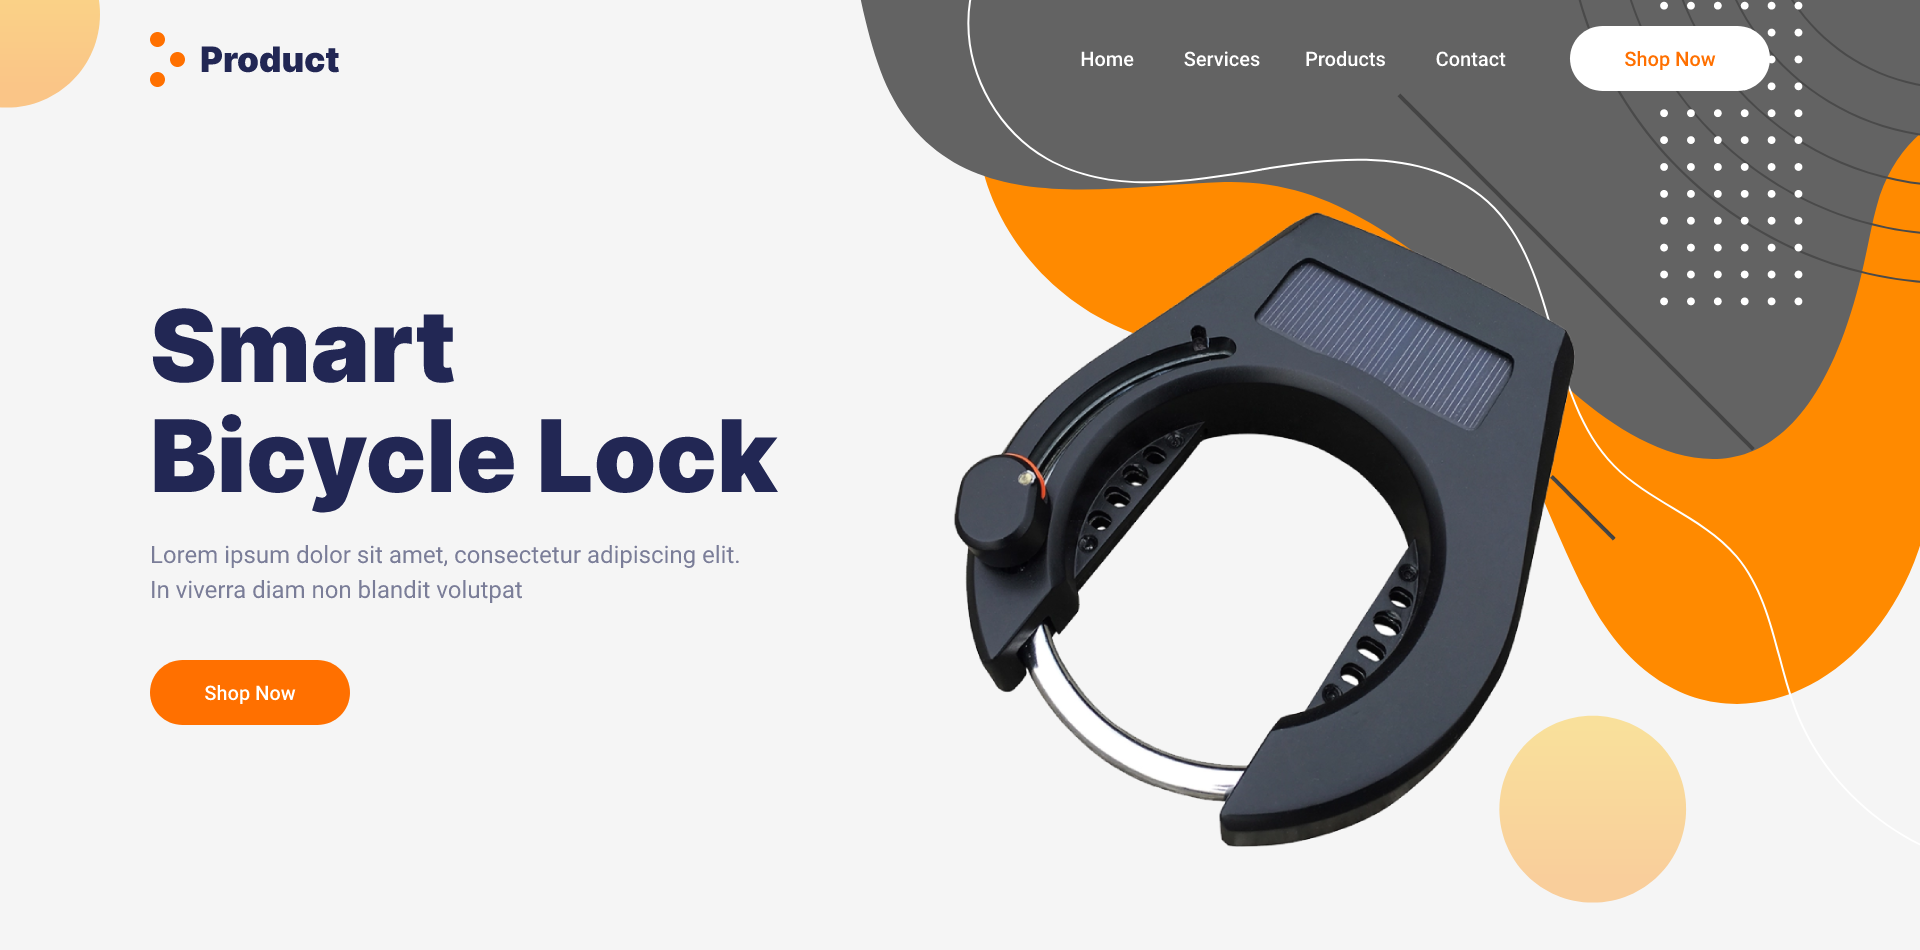 Product
Home Services Products Contact Shop Now
Smart
Bicycle Lock
Lorem ipsum dolor sit amet, consectetur adipiscing elit.
In viverra diam non blandit volutpat
Shop Now